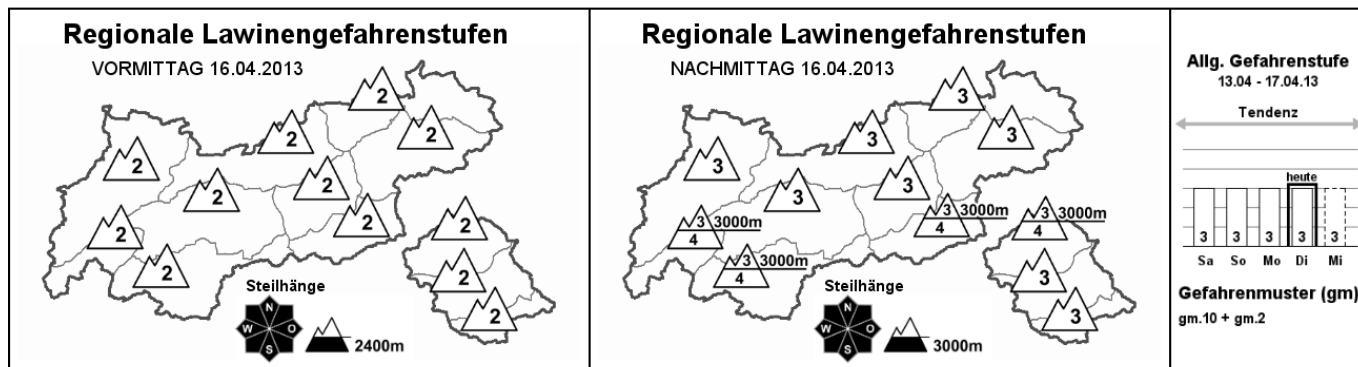 Regionale Lawinengefahrenstufen
VORMITTAG 16.04.2013
2
2
2
2
2
2
2
2
2
2
2
2
Steilhänge
N
W O
S
2400m
Regionale Lawinengefahrenstufen
NACHMITTAG 16.04.2013
3
3
3
3
3
3
3 3000m
4
3 3000m
4
3 3000m
4
3 3000m
4
3
3
Steilhänge
N
W O
S
3000m
Allg. Gefahrenstufe
13.04 - 17.04.13
Tendenz
heute
3 3 3 3 3
Sa So Mo Di Mi
Gefahrenmuster (gm)
gm.10 + gm.2